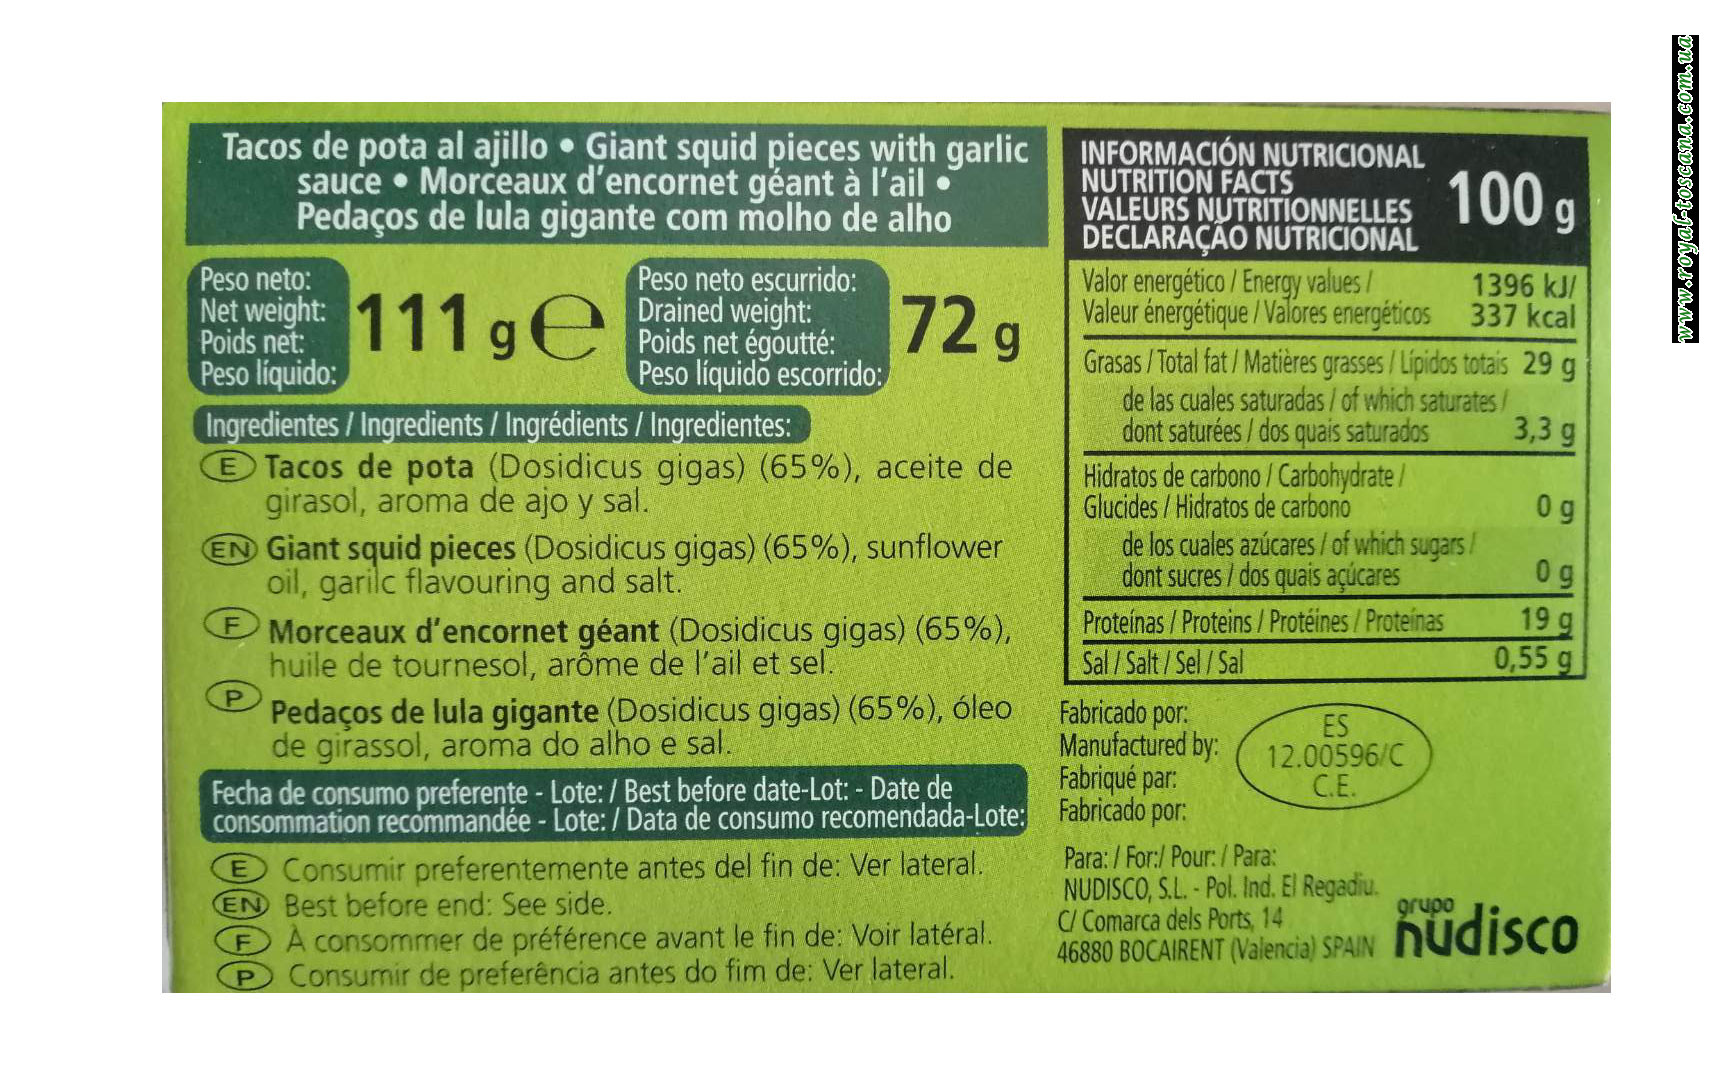 Tacos de pota al ajillo • Giant squid pieces with garlic
sauce • Morceaux d'encornet géant à l'ail •
Pedaços de lula gigante com molho de alho
Peso neto:
Net weight:
Poids net:
Peso líquido:
111 g e
Peso neto escurrido:
Drained weight:
Poids net égoutté:
Peso líquido escorrido:
72 g
Ingredientes / Ingredients / Ingrédients / Ingredientes:
E Tacos de pota (Dosidicus gigas) (65%), aceite de
girasol, aroma de ajo y sal.
EN Giant squid pieces (Dosidicus gigas) (65%), sunflower
oil, garilc flavouring and salt.
F Morceaux d'encornet géant (Dosidicus gigas) (65%),
huile de tournesol, arôme de l'ail et sel.
P Pedaços de lula gigante (Dosidicus gigas) (65%), óleo
de girassol, aroma do alho e sal.
Fecha de consumo preferente - Lote: / Best before date-Lot: - Date de
consommation recommandée - Lote: / Data de consumo recomendada-Lote:
E Consumir preferentemente antes del fin de: Ver lateral.
EN Best before end: See side.
F À consommer de préférence avant le fin de: Voir latéral.
P Consumir de preferência antes do fim de: Ver lateral.
INFORMACIÓN NUTRICIONAL
NUTRITION FACTS
VALEURS NUTRITIONNELLES
DECLARAÇÃO NUTRICIONAL
100 g
Valor energético / Energy values / 1396 kJ/
Valeur énergétique / Valores energéticos 337 kcal
Grasas / Total fat / Matières grasses / Lípidos totais 29 g
de las cuales saturadas / of which saturates /
dont saturées / dos quais saturados 3,3 g
Hidratos de carbono / Carbohydrate /
Glucides / Hidratos de carbono 0 g
de los cuales azúcares / of which sugars /
dont sucres / dos quais açúcares 0 g
Proteínas / Proteins / Protéines / Proteínas 19 g
Sal / Salt / Sel / Sal 0,55 g
Fabricado por:
Manufactured by:
Fabriqué par:
Fabricado por:
ES
12.00596/C
C.E.
Para: / For:/ Pour: / Para:
NUDISCO, S.L. - Pol. Ind. El Regadiu.
C/ Comarca dels Ports, 14
46880 BOCAIRENT (Valencia) SPAIN
grupo
nudisco
www.royal-toscana.com.ua